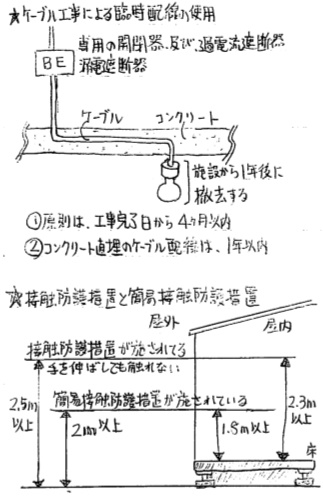 ☆ケーブル工事による臨時配線の使用
専用の開閉器及び、過電流遮断器
漏電遮断器
BE
ケーブル
コンクリート
施設から1年後に
撤去する
①原則は、工事完了日から4ヶ月以内
②コンクリート直埋のケーブル配線は、1年以内
☆接触防護措置と簡易接触防護措置
屋外
屋内
接触防護措置が施されてる
手を伸ばしても触れない
簡易接触防護措置が施されている
2.5m
以上
2m以上
1.8m以上
2.3m
以上
床